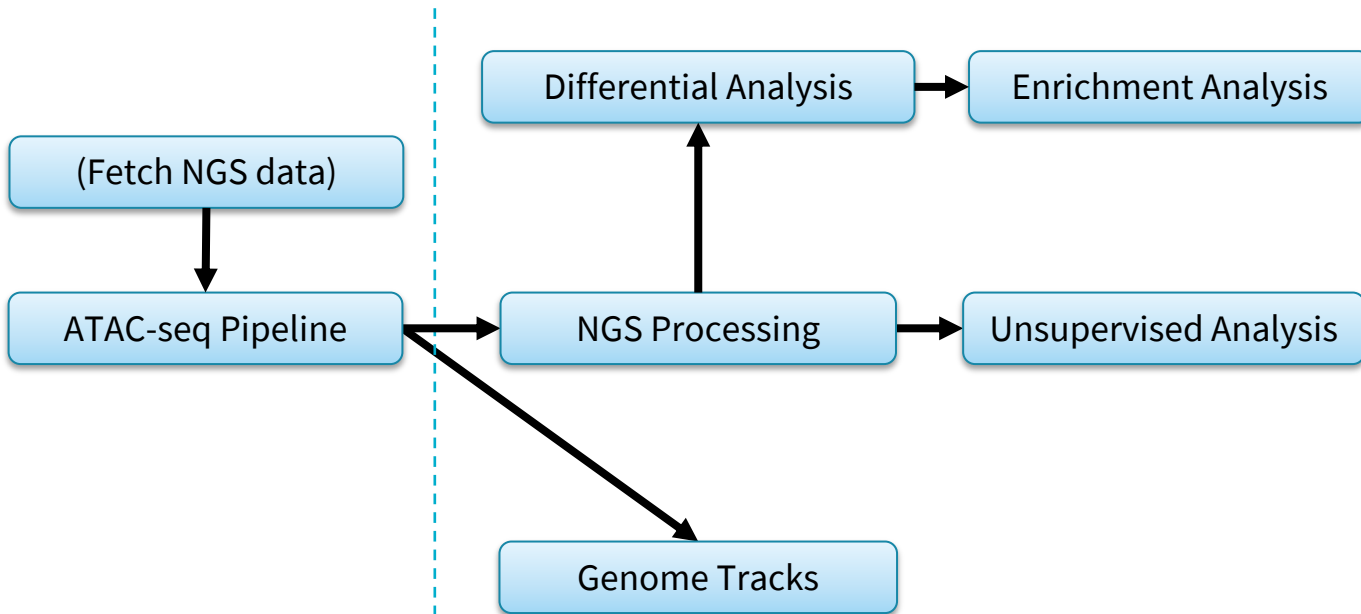 Differential Analysis
Enrichment Analysis
(Fetch NGS data)
ATAC-seq Pipeline
NGS Processing
Unsupervised Analysis
Genome Tracks